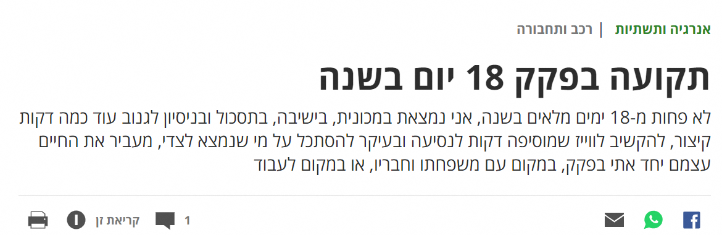 אנרגיה ותשתיות | רכב ותחבורה
תקועה בפקק 18 יום בשנה
לא פחות מ-18 ימים מלאים בשנה, אני נמצאת במכונית, בישיבה, בתסכול ובניסיון לגנוב עוד כמה דקות
קיצור, להקשיב לווייז שמוסיפה דקות לנסיעה ובעיקר להסתכל על מי שנמצא לצדי, מעביר את החיים
עצמם יחד אתי בפקק, במקום עם משפחתו וחבריו, או במקום לעבוד
1 קריאת זן